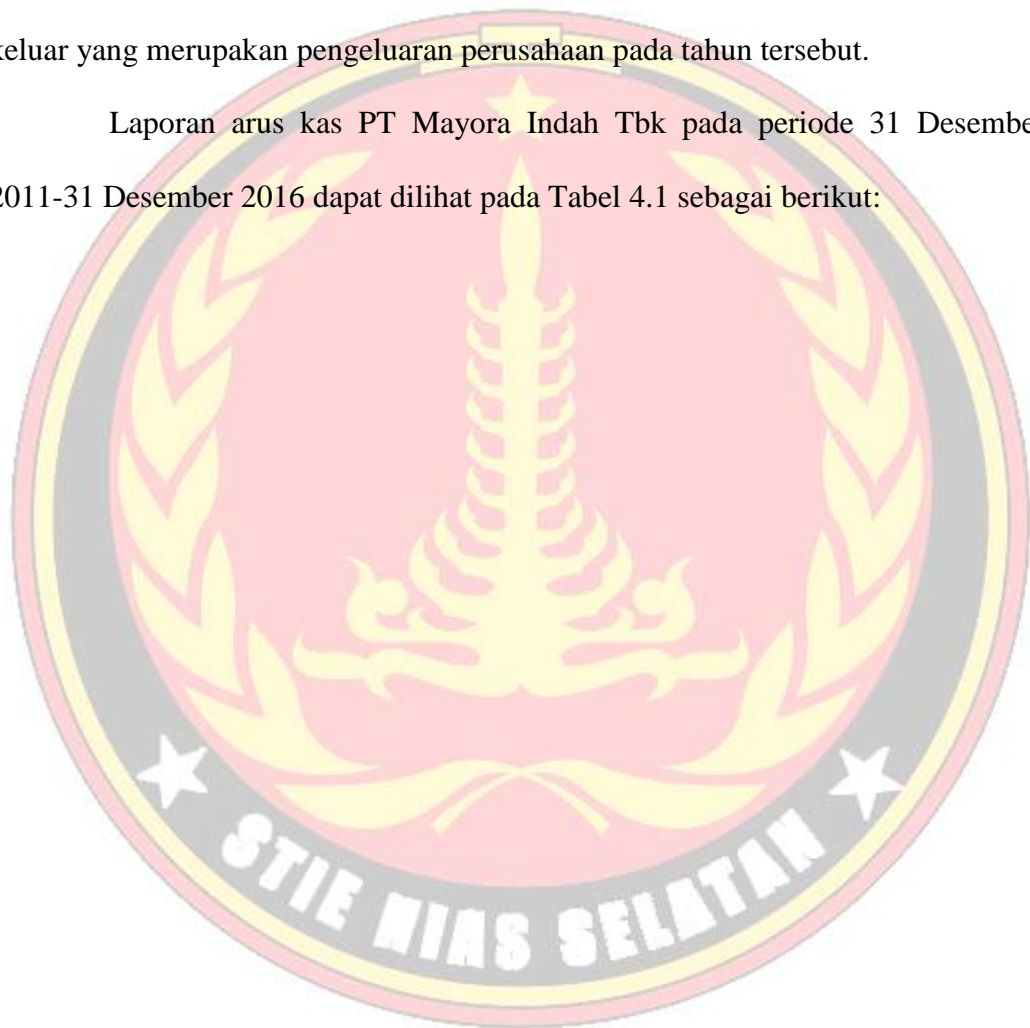 keluar yang merupakan pengeluaran perusahaan pada tahun tersebut.
Laporan arus kas PT Mayora Indah Tbk pada periode 31 Desember
2011-31 Desember 2016 dapat dilihat pada Tabel 4.1 sebagai berikut:
STIE NIAS SELATAN